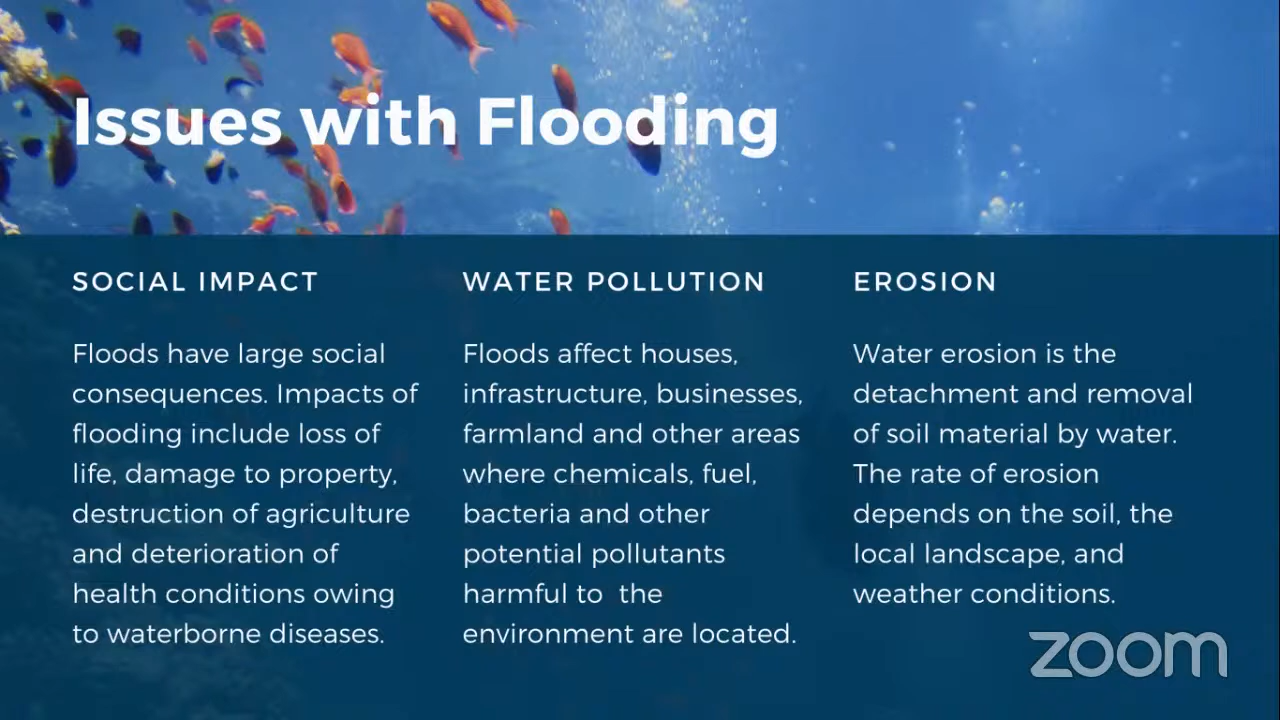 Issues with Flooding
SOCIAL IMPACT
Floods have large social
consequences. Impacts of
flooding include loss of
life, damage to property,
destruction of agriculture
and deterioration of
health conditions owing
to waterborne diseases.
WATER POLLUTION
Floods affect houses,
infrastructure, businesses,
farmland and other areas
where chemicals, fuel,
bacteria and other
potential pollutants
harmful to  the
environment are located.
EROSION
Water erosion is the
detachment and removal
of soil material by water.
The rate of erosion
depends on the soil, the
local landscape, and
weather conditions.
zoom